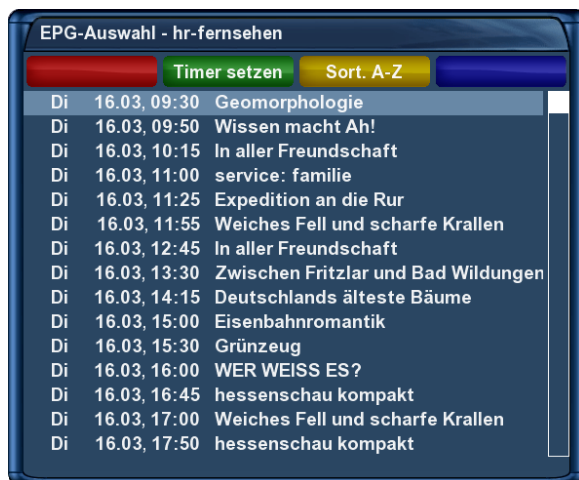 EPG-Auswahl - hr-fernsehen
Timer setzen Sort. A-Z
Di 16.03, 09:30 Geomorphologie
Di 16.03, 09:50 Wissen macht Ah!
Di 16.03, 10:15 In aller Freundschaft
Di 16.03, 11:00 service: familie
Di 16.03, 11:25 Expedition an die Rur
Di 16.03, 11:55 Weiches Fell und scharfe Krallen
Di 16.03, 12:45 In aller Freundschaft
Di 16.03, 13:30 Zwischen Fritzlar und Bad Wildungen
Di 16.03, 14:15 Deutschlands älteste Bäume
Di 16.03, 15:00 Eisenbahnromantik
Di 16.03, 15:30 Grünzeug
Di 16.03, 16:00 WER WEISS ES?
Di 16.03, 16:45 hessenschau kompakt
Di 16.03, 17:00 Weiches Fell und scharfe Krallen
Di 16.03, 17:50 hessenschau kompakt